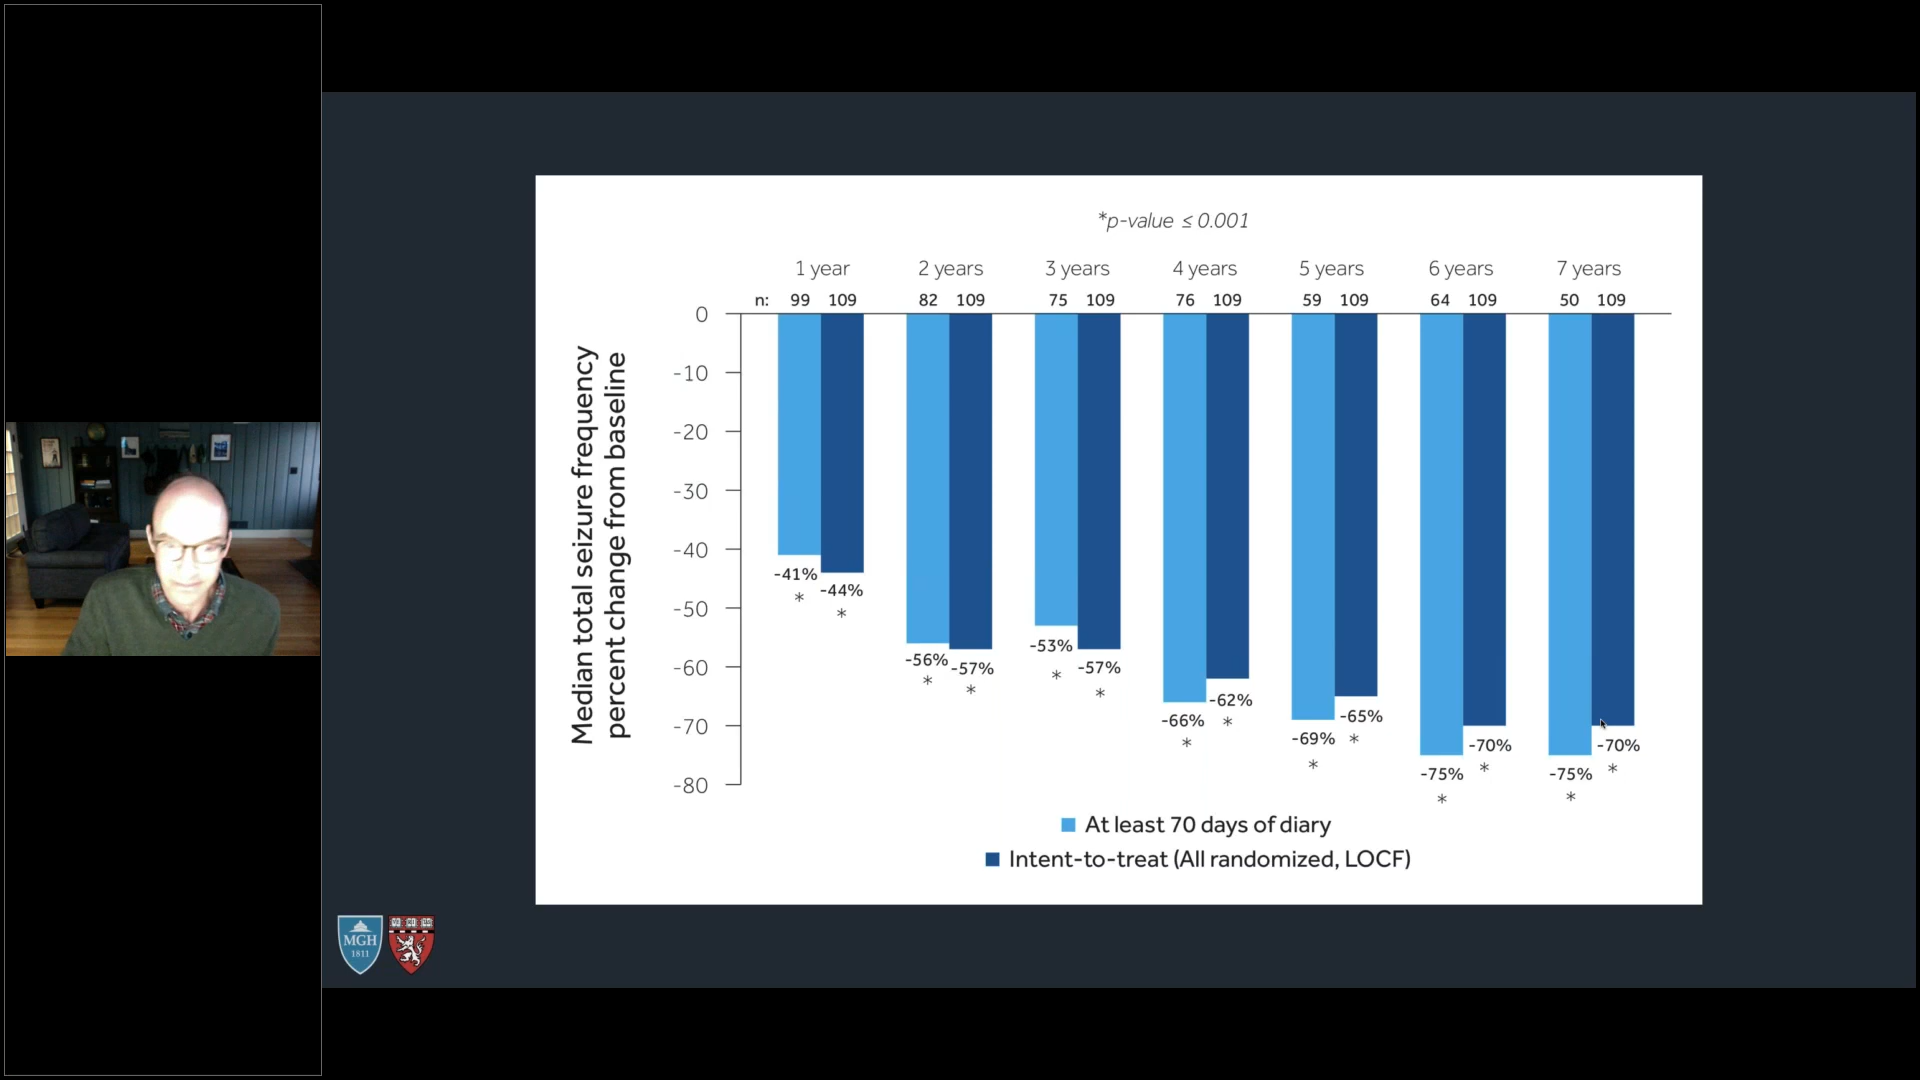 *p-value ≤ 0.001
1 year 2 years 3 years 4 years 5 years 6 years 7 years
n: 99 109 82 109 75 109 76 109 59 109 64 109 50 109
0
-10
-20
-30
-40
-50
-60
-70
-80
Median total seizure frequency
percent change from baseline
-41% -44% -56% -57% -53% -57% -66% -62% -69% -65% -75% -70% -75% -70%
* * * * * * * * * * * * * *
At least 70 days of diary
Intent-to-treat (All randomized, LOCF)
MGH
1811